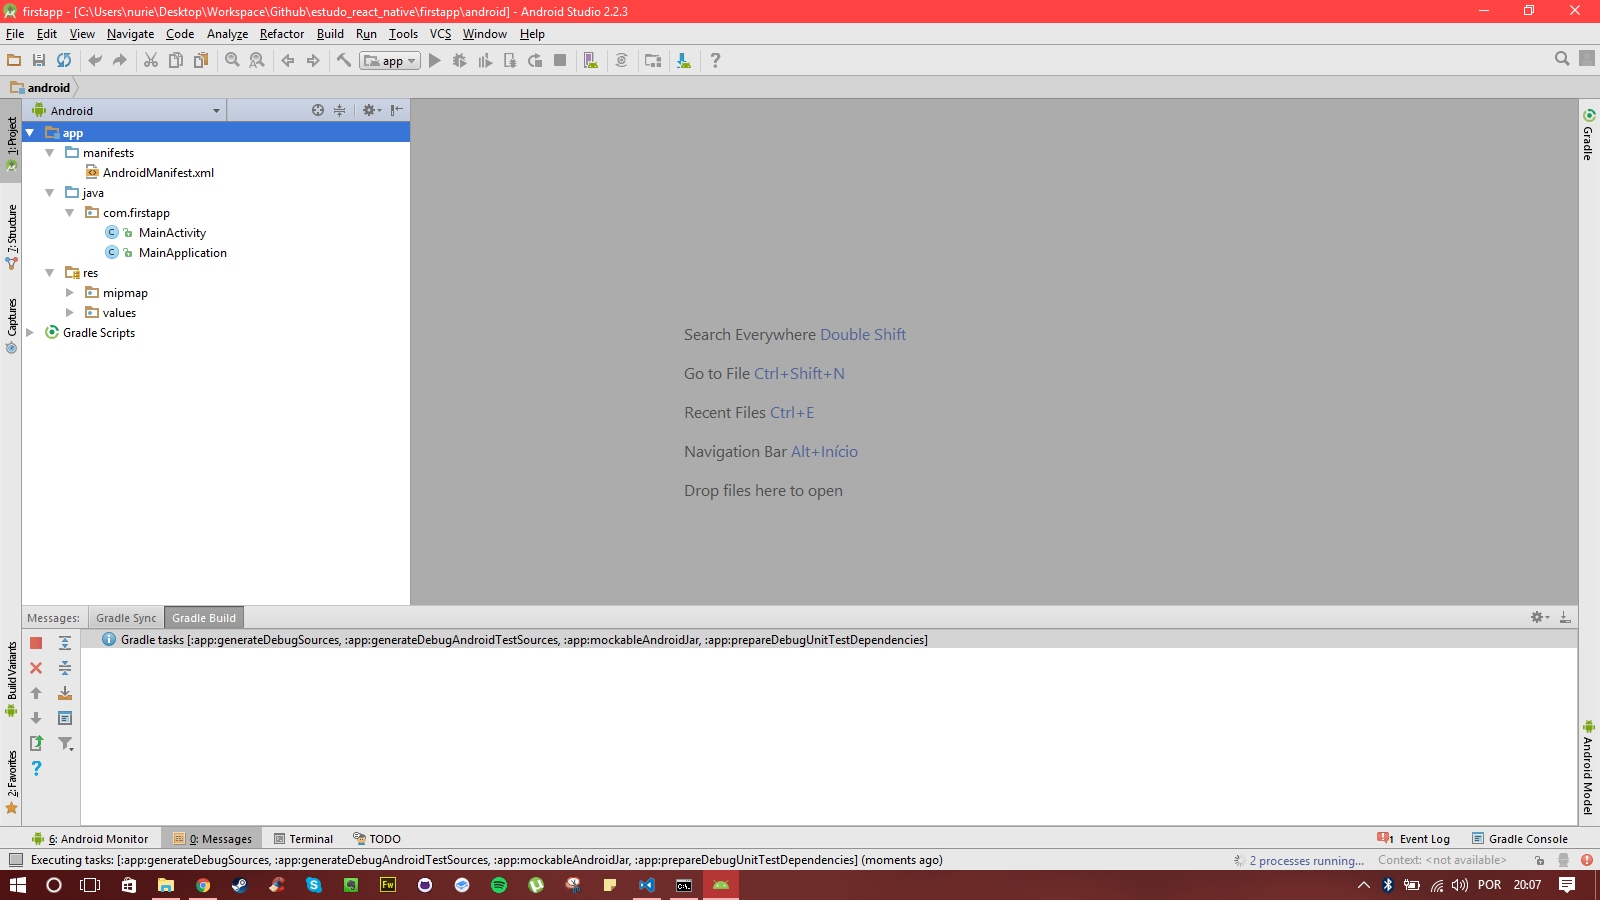 firstapp - [C:\Users\nurie\Desktop\Workspace\Github\estudo_react_native\firstapp\android] - Android Studio 2.2.3
File Edit View Navigate Code Analyze Refactor Build Run Tools VCS Window Help
app
android
Android
1: Project
7: Structure
Captures
Build Variants
2: Favorites
app
manifests
AndroidManifest.xml
java
com.firstapp
MainActivity
MainApplication
res
mipmap
values
Gradle Scripts
Search Everywhere Double Shift
Go to File Ctrl+Shift+N
Recent Files Ctrl+E
Navigation Bar Alt+Início
Drop files here to open
Gradle
Android Model
Messages: Gradle Sync Gradle Build
Gradle tasks [:app:generateDebugSources, :app:generateDebugAndroidTestSources, :app:mockableAndroidJar, :app:prepareDebugUnitTestDependencies]
6: Android Monitor 0: Messages Terminal TODO 1 Event Log Gradle Console
Executing tasks: [:app:generateDebugSources, :app:generateDebugAndroidTestSources, :app:mockableAndroidJar, :app:prepareDebugUnitTestDependencies] (moments ago) 2 processes running... Context: <not available>
Fw POR 20:07